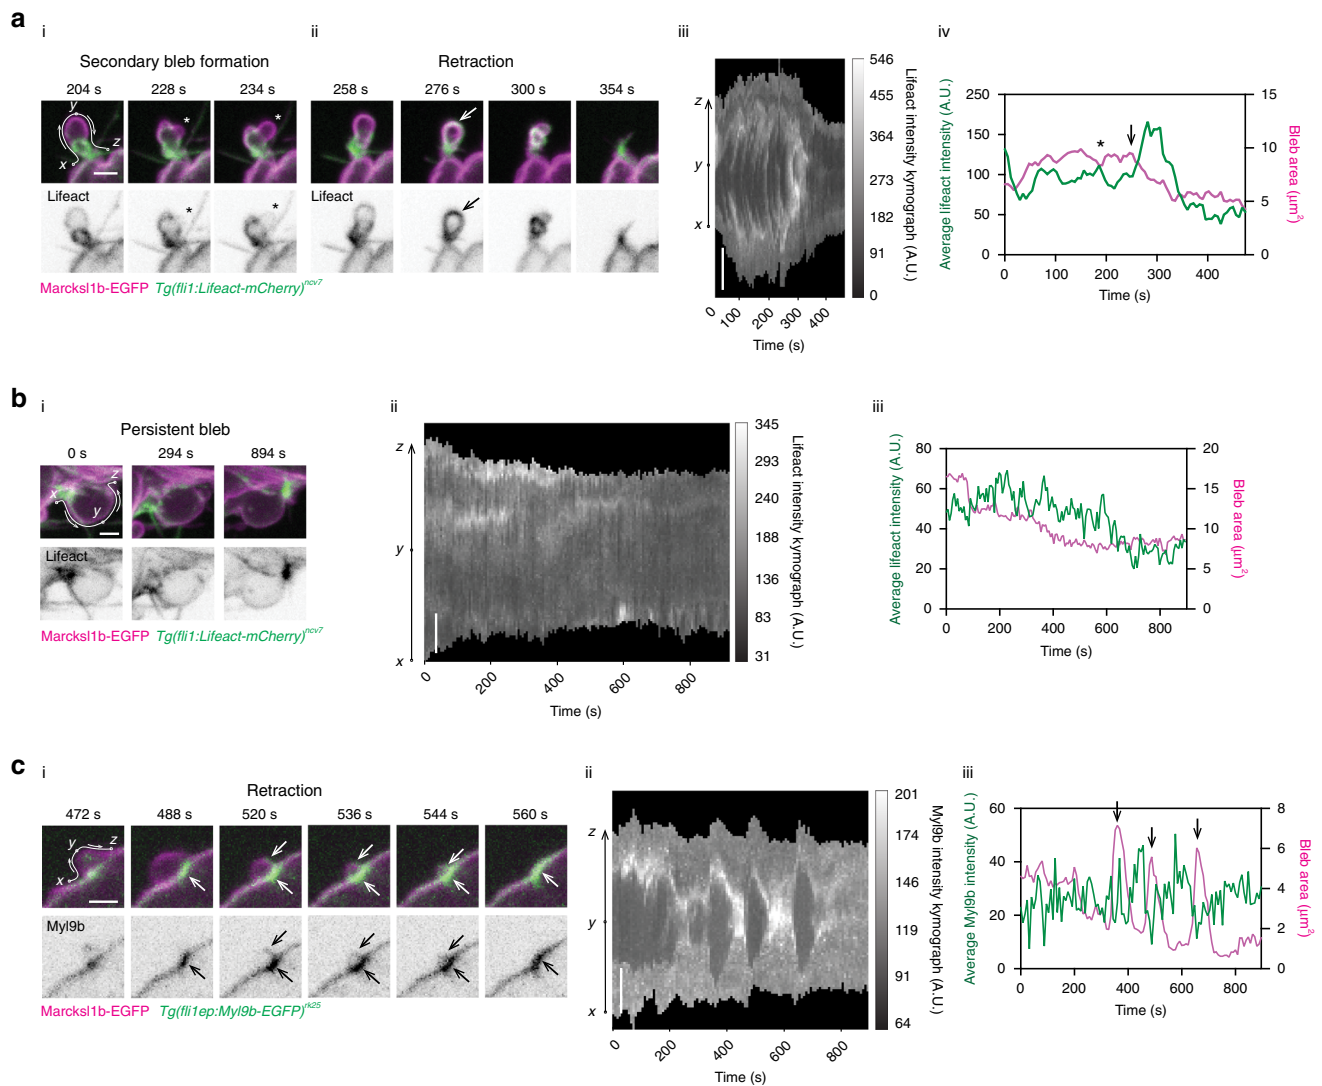 a
i
ii
iii
iv
Secondary bleb formation
Retraction
204 s 228 s 234 s 258 s 276 s 300 s 354 s
y
z
x
*
*
Lifeact
*
*
Lifeact
Marcksl1b-EGFP Tg(fli1:Lifeact-mCherry)ncv7
z
y
x
0 100 200 300 400
Time (s)
546
455
364
273
182
91
0
Lifeact intensity kymograph (A.U.)
Average lifeact intensity (A.U.)
250
150
100
50
0
*
15
10
5
0
Bleb area (µm2)
0 100 200 300 400
Time (s)
b
i
ii
iii
Persistent bleb
0 s 294 s 894 s
x
z
y
Lifeact
Marcksl1b-EGFP Tg(fli1:Lifeact-mCherry)ncv7
z
y
x
0 200 400 600 800
Time (s)
345
293
240
188
136
83
31
Lifeact intensity kymograph (A.U.)
Average lifeact intensity (A.U.)
80
60
40
20
0
20
15
10
5
0
Bleb area (µm2)
0 200 400 600 800
Time (s)
c
i
ii
iii
Retraction
472 s 488 s 520 s 536 s 544 s 560 s
y
z
x
Myl9b
Marcksl1b-EGFP Tg(fli1ep:Myl9b-EGFP)rk25
z
y
x
0 200 400 600 800
Time (s)
201
174
146
119
91
64
Myl9b intensity kymograph (A.U.)
Average Myl9b intensity (A.U.)
60
40
20
0
8
6
4
2
0
Bleb area (µm2)
0 200 400 600 800
Time (s)